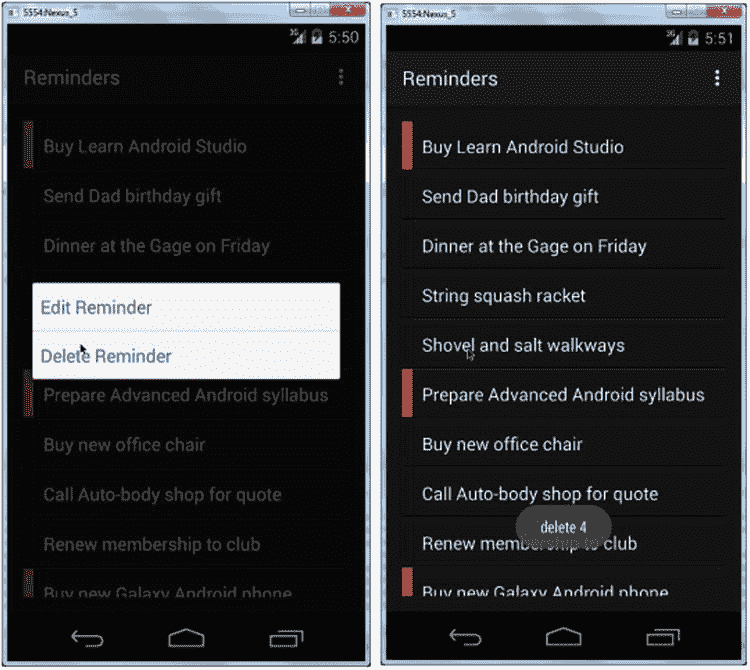 5554:Nexus_5
3G 5:50
Reminders
Buy Learn Android Studio
Send Dad birthday gift
Dinner at the Gage on Friday
Edit Reminder
Delete Reminder
Prepare Advanced Android syllabus
Buy new office chair
Call Auto-body shop for quote
Renew membership to club
Buy new Galaxy Android phone
5554:Nexus_5
3G 5:51
Reminders
Buy Learn Android Studio
Send Dad birthday gift
Dinner at the Gage on Friday
String squash racket
Shovel and salt walkways
Prepare Advanced Android syllabus
Buy new office chair
Call Auto-body shop for quote
delete 4
Renew membership to club
Buy new Galaxy Android phone